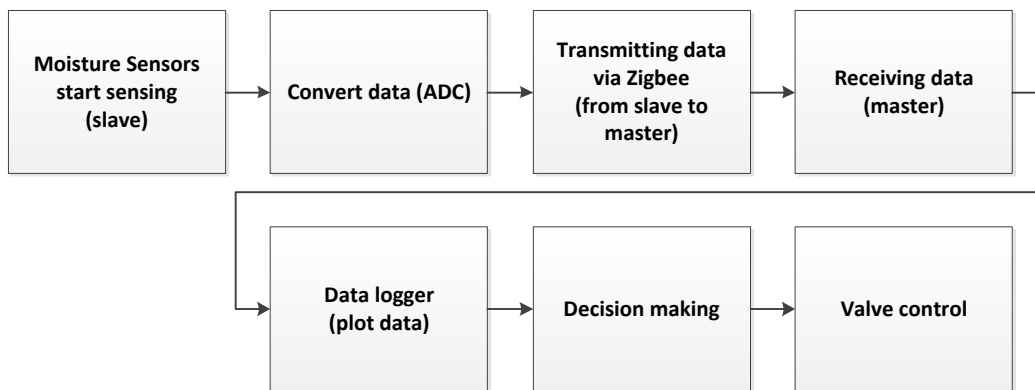 Moisture Sensors
start sensing
(slave)
Convert data (ADC)
Transmitting data
via Zigbee
(from slave to
master)
Receiving data
(master)
Data logger
(plot data)
Decision making
Valve control